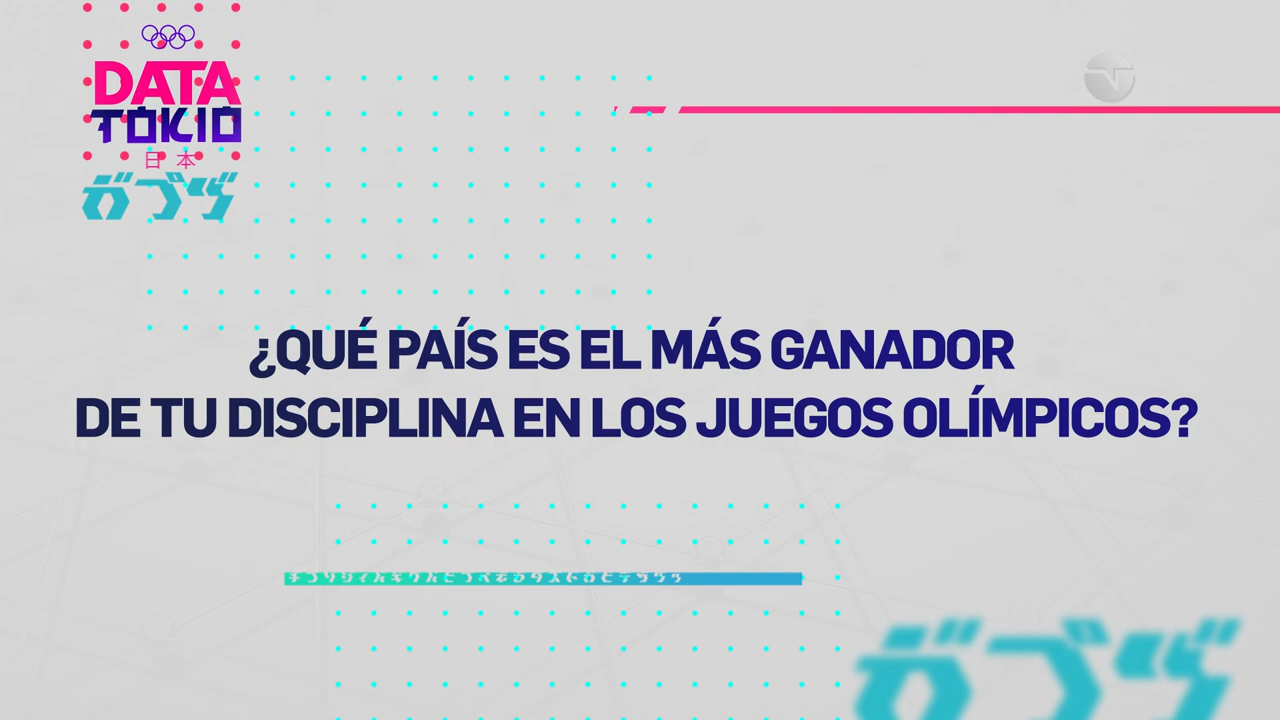 DATA
TOKIO
日本
¿QUÉ PAÍS ES EL MÁS GANADOR
DE TU DISCIPLINA EN LOS JUEGOS OLÍMPICOS?